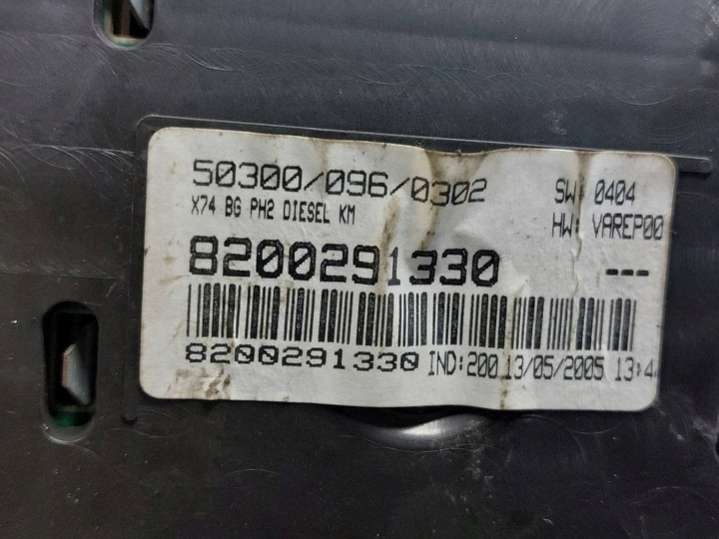 50300/096/0302 SW: 0404
X74 BG PH2 DIESEL KM HW: VAREP00
8200291330 ---
8200291330 IND:200 13/05/2005 13:4